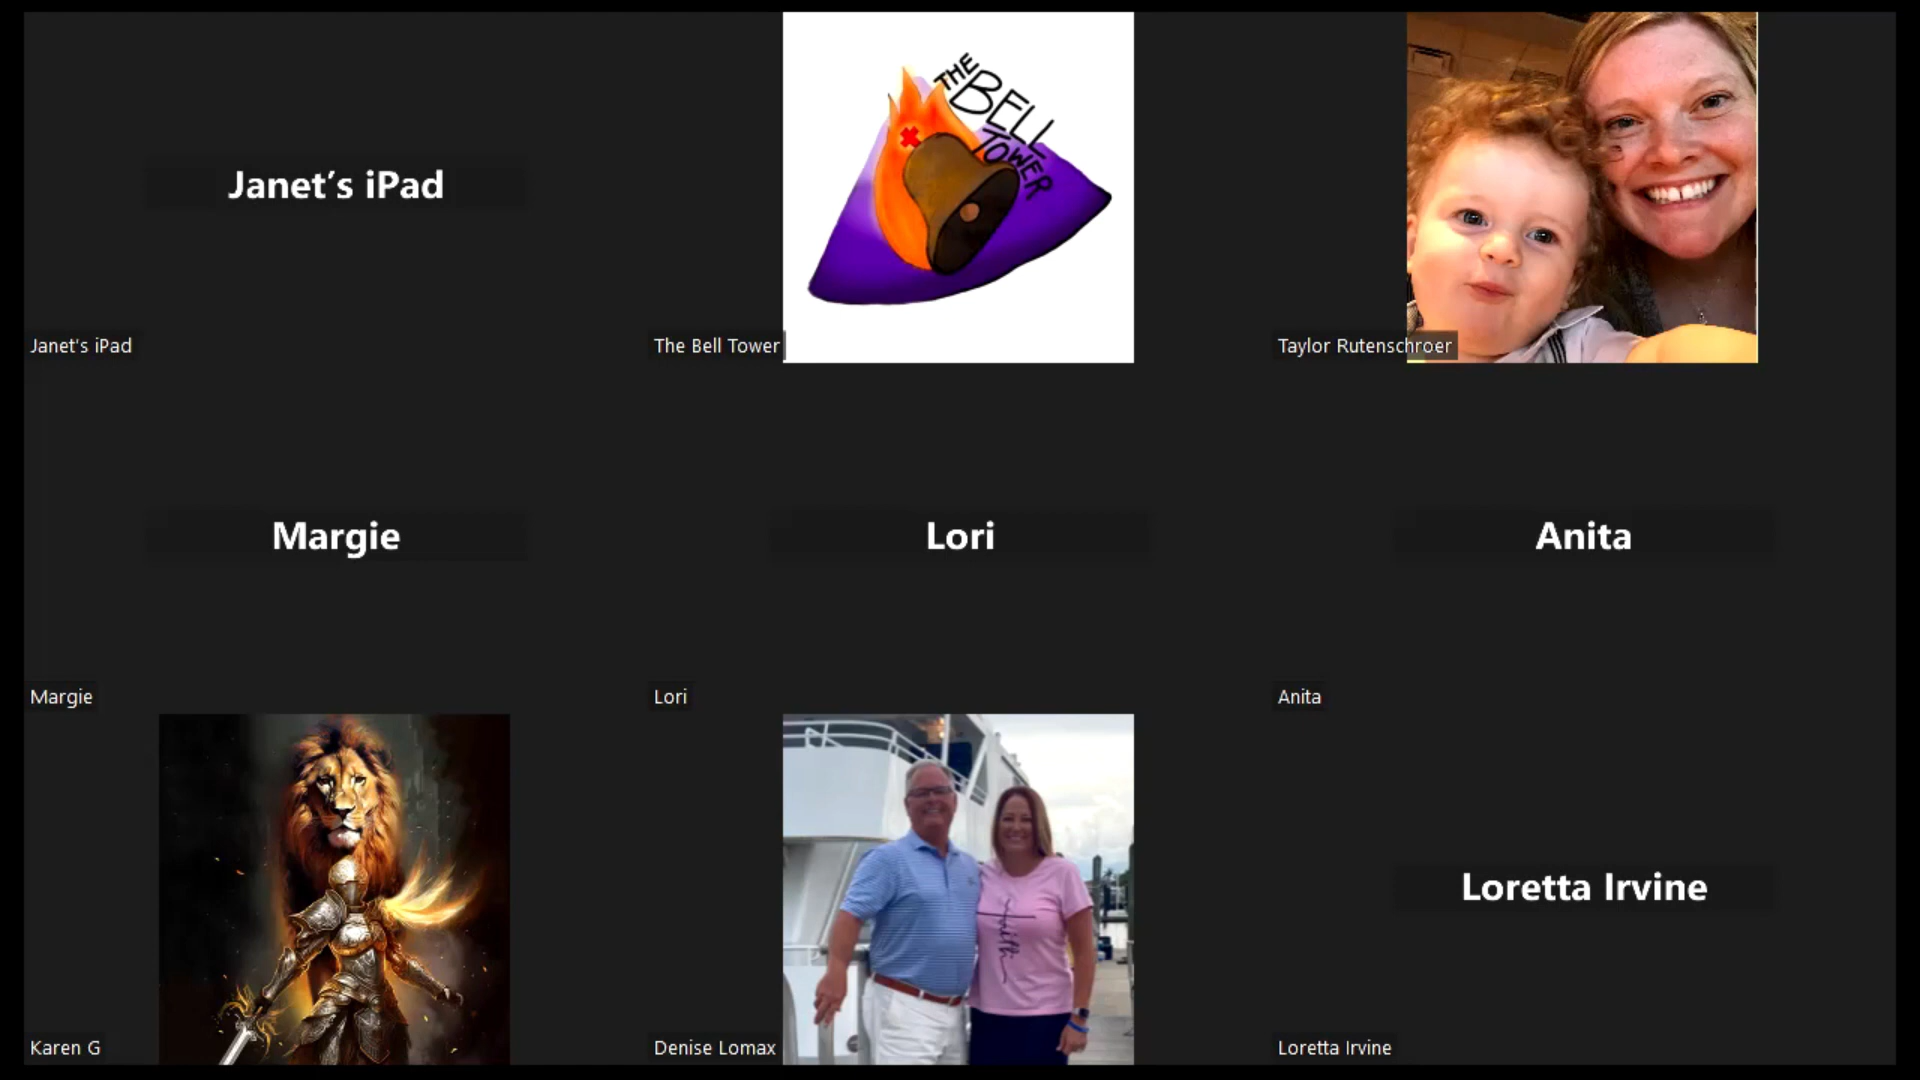 Janet’s iPad
Janet's iPad
THE
BELL
TOWER
The Bell Tower
Taylor Rutenschroer
Margie
Margie
Lori
Lori
Anita
Anita
Karen G
faith
Denise Lomax
Loretta Irvine
Loretta Irvine